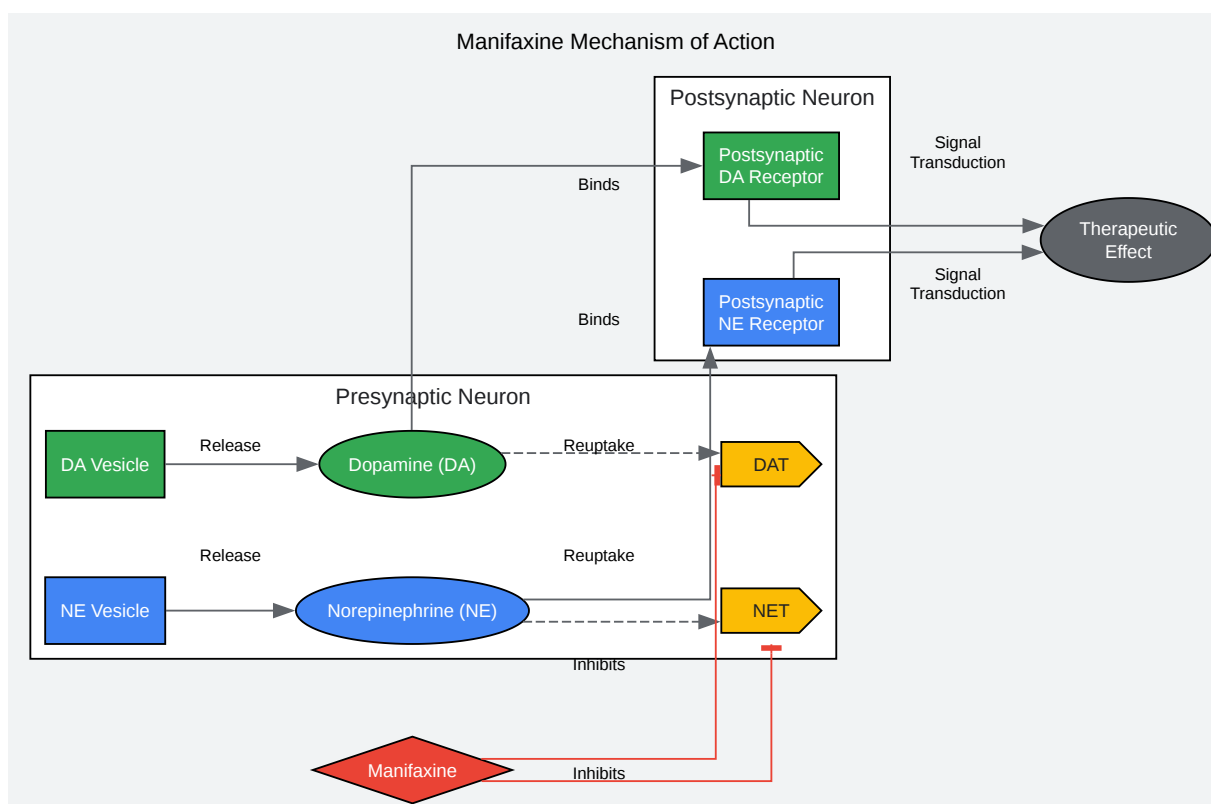 Manifaxine Mechanism of Action
Postsynaptic Neuron
Postsynaptic
DA Receptor
Signal
Transduction
Binds
Therapeutic
Effect
Postsynaptic
NE Receptor
Signal
Transduction
Binds
Presynaptic Neuron
DA Vesicle
Release
Dopamine (DA)
Reuptake
DAT
NE Vesicle
Release
Norepinephrine (NE)
Reuptake
NET
Inhibits
Manifaxine
Inhibits